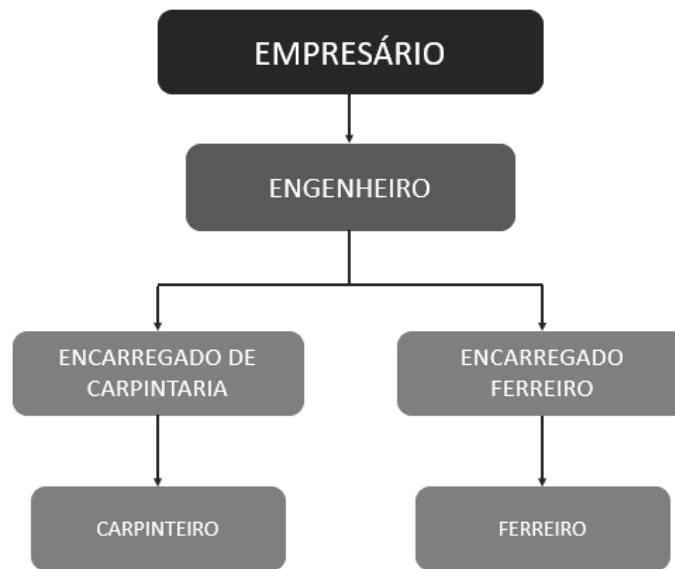 EMPRESÁRIO
ENGENHEIRO
ENCARREGADO DE
CARPINTARIA
ENCARREGADO
FERREIRO
CARPINTEIRO
FERREIRO